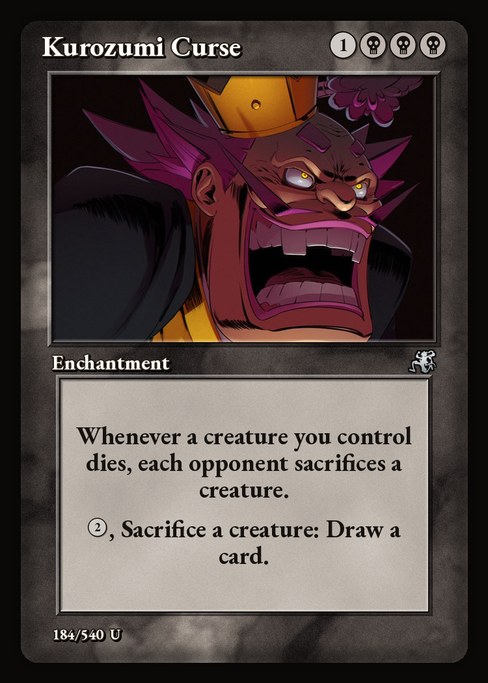 Kurozumi Curse 1
Enchantment
Whenever a creature you control
dies, each opponent sacrifices a
creature.
2, Sacrifice a creature: Draw a
card.
184/540 U